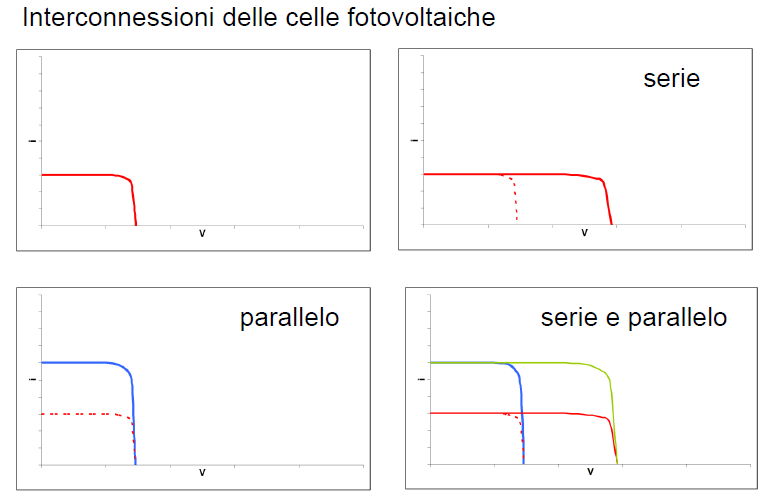 Interconnessioni delle celle fotovoltaiche
I
V
serie
I
V
parallelo
I
V
serie e parallelo
I
V